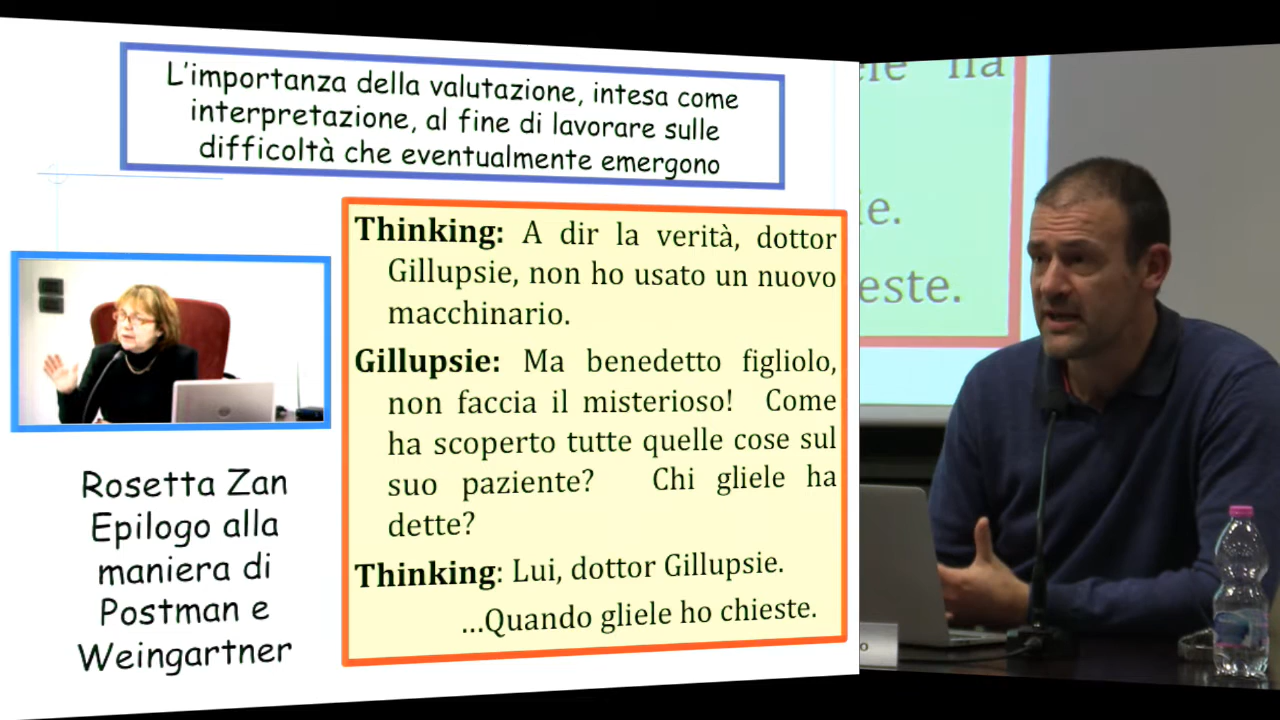 L'importanza della valutazione, intesa come
interpretazione, al fine di lavorare sulle
difficoltà che eventualmente emergono
Thinking: A dir la verità, dottor
Gillupsie, non ho usato un nuovo
macchinario.
Gillupsie: Ma benedetto figliolo,
non faccia il misterioso! Come
ha scoperto tutte quelle cose sul
suo paziente? Chi gliele ha
dette?
Thinking: Lui, dottor Gillupsie.
...Quando gliele ho chieste.
Rosetta Zan
Epilogo alla
maniera di
Postman e
Weingartner
ha
ie.
este.